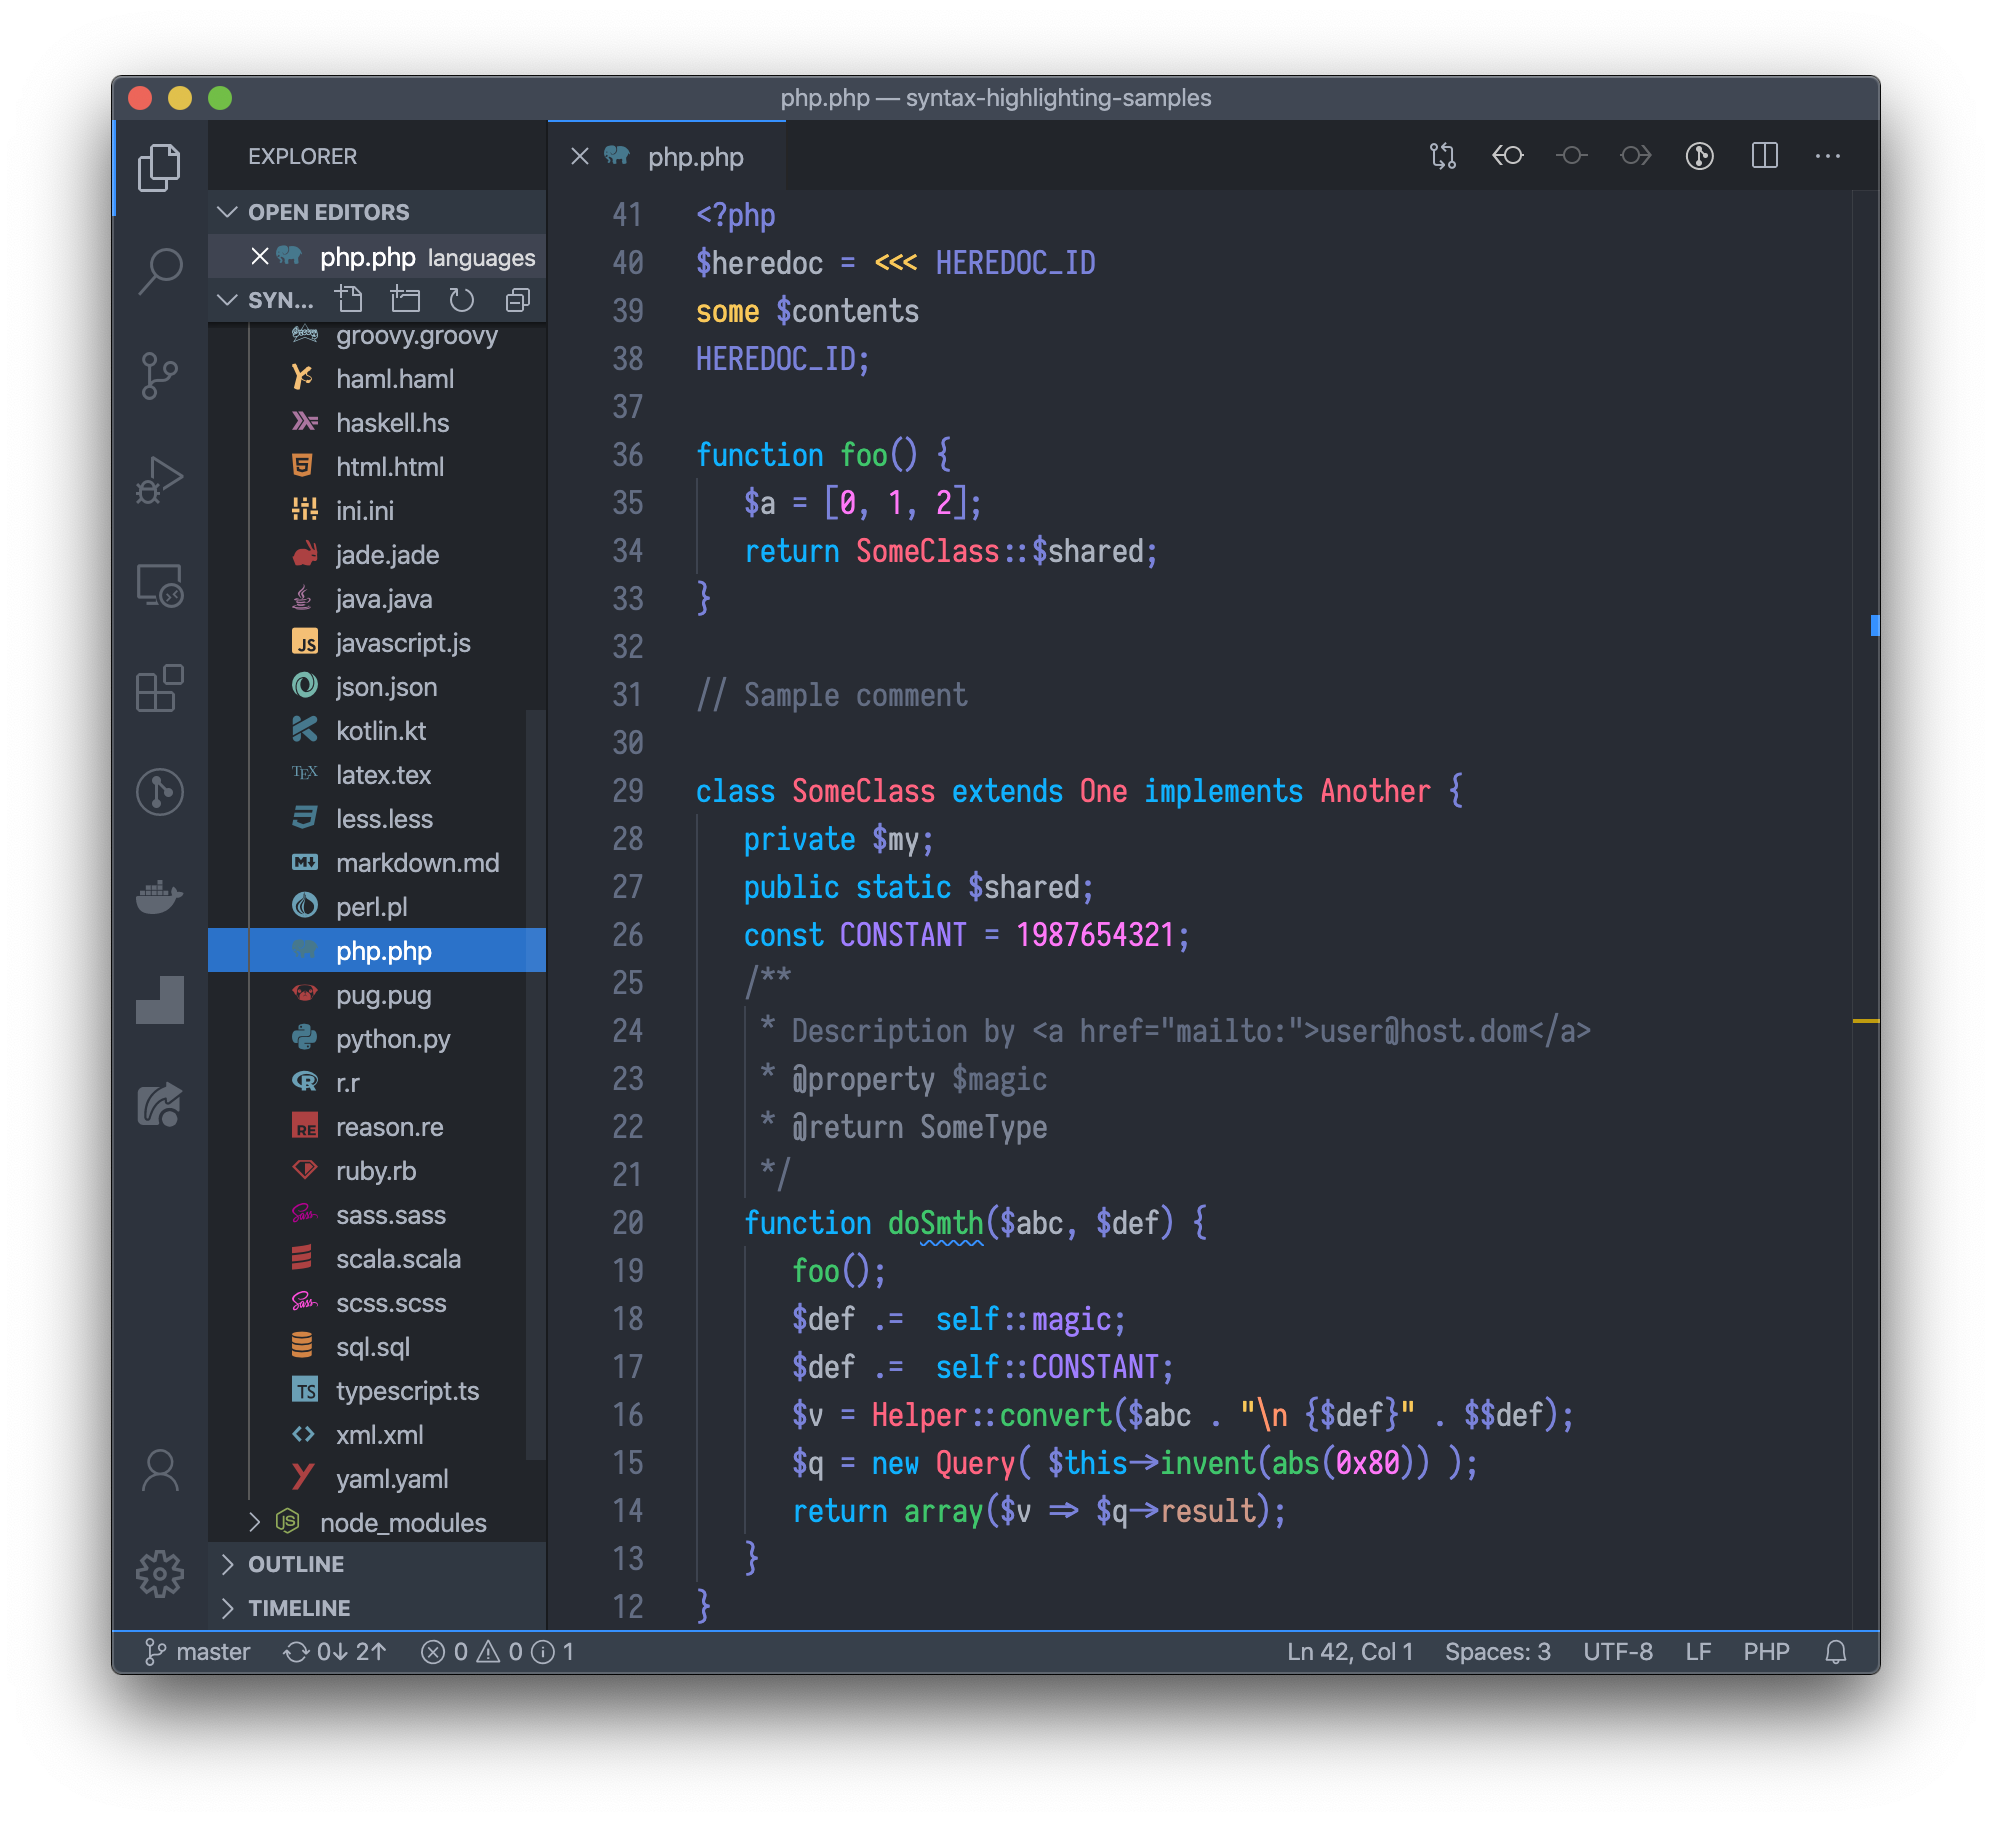 php.php — syntax-highlighting-samples
EXPLORER
OPEN EDITORS
php.php languages
SYN...
groovy.groovy
haml.haml
haskell.hs
html.html
ini.ini
jade.jade
java.java
JS javascript.js
json.json
kotlin.kt
TEX latex.tex
less.less
M markdown.md
perl.pl
php.php
pug.pug
python.py
R r.r
RE reason.re
ruby.rb
Sass sass.sass
scala.scala
Sass scss.scss
sql.sql
TS typescript.ts
xml.xml
Y yaml.yaml
JS node_modules
OUTLINE
TIMELINE
php.php
41 <?php
40 $heredoc = <<< HEREDOC_ID
39 some $contents
38 HEREDOC_ID;
37
36 function foo() {
35 $a = [0, 1, 2];
34 return SomeClass::$shared;
33 }
32
31 // Sample comment
30
29 class SomeClass extends One implements Another {
28 private $my;
27 public static $shared;
26 const CONSTANT = 1987654321;
25 /**
24 * Description by <a href="mailto:">user@host.dom</a>
23 * @property $magic
22 * @return SomeType
21 */
20 function doSmth($abc, $def) {
19 foo();
18 $def .=  self::magic;
17 $def .=  self::CONSTANT;
16 $v = Helper::convert($abc . "\n {$def}" . $$def);
15 $q = new Query( $this->invent(abs(0x80)) );
14 return array($v => $q->result);
13 }
12 }
master 0↓ 2↑ 0 0 1
Ln 42, Col 1 Spaces: 3 UTF-8 LF PHP